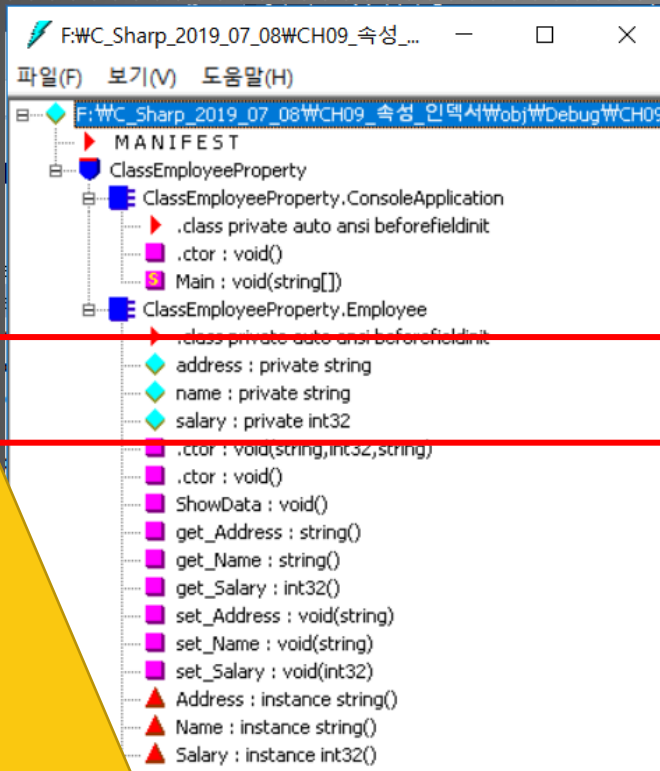 F:₩C_Sharp_2019_07_08₩CH09_속성_...
파일(F) 보기(V) 도움말(H)
F:₩C_Sharp_2019_07_08₩CH09_속성_인덱서₩obj₩Debug₩CH09
M A N I F E S T
ClassEmployeeProperty
ClassEmployeeProperty.ConsoleApplication
.class private auto ansi beforefieldinit
.ctor : void()
Main : void(string[])
ClassEmployeeProperty.Employee
.class private auto ansi beforefieldinit
address : private string
name : private string
salary : private int32
.ctor : void(string,int32,string)
.ctor : void()
ShowData : void()
get_Address : string()
get_Name : string()
get_Salary : int32()
set_Address : void(string)
set_Name : void(string)
set_Salary : void(int32)
Address : instance string()
Name : instance string()
Salary : instance int32()